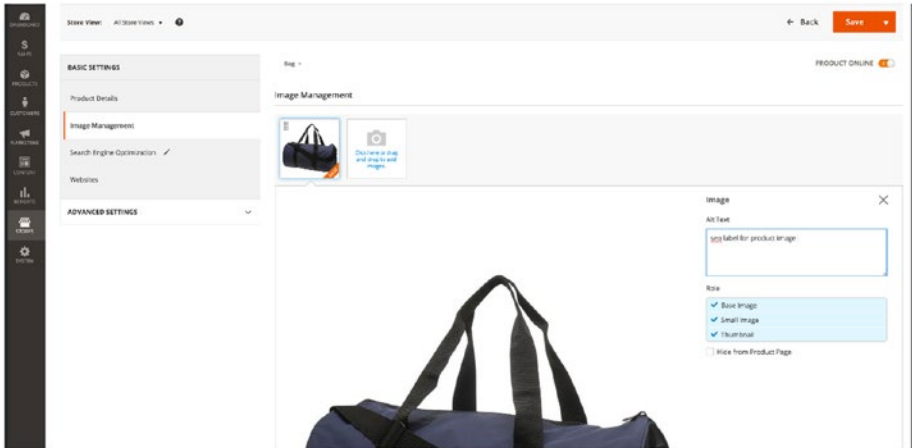 DASHBOARD
SALES
PRODUCTS
CUSTOMERS
MARKETING
CONTENT
REPORTS
STORES
SYSTEM
Store View: All Store Views
Back
Save
BASIC SETTINGS
Product Details
Image Management
Search Engine Optimization
Websites
ADVANCED SETTINGS
Bag
PRODUCT ONLINE
Image Management
Click here or drag
and drop to add
images.
Image
Alt Text
seo label for product image
Role
Base Image
Small Image
Thumbnail
Hide from Product Page